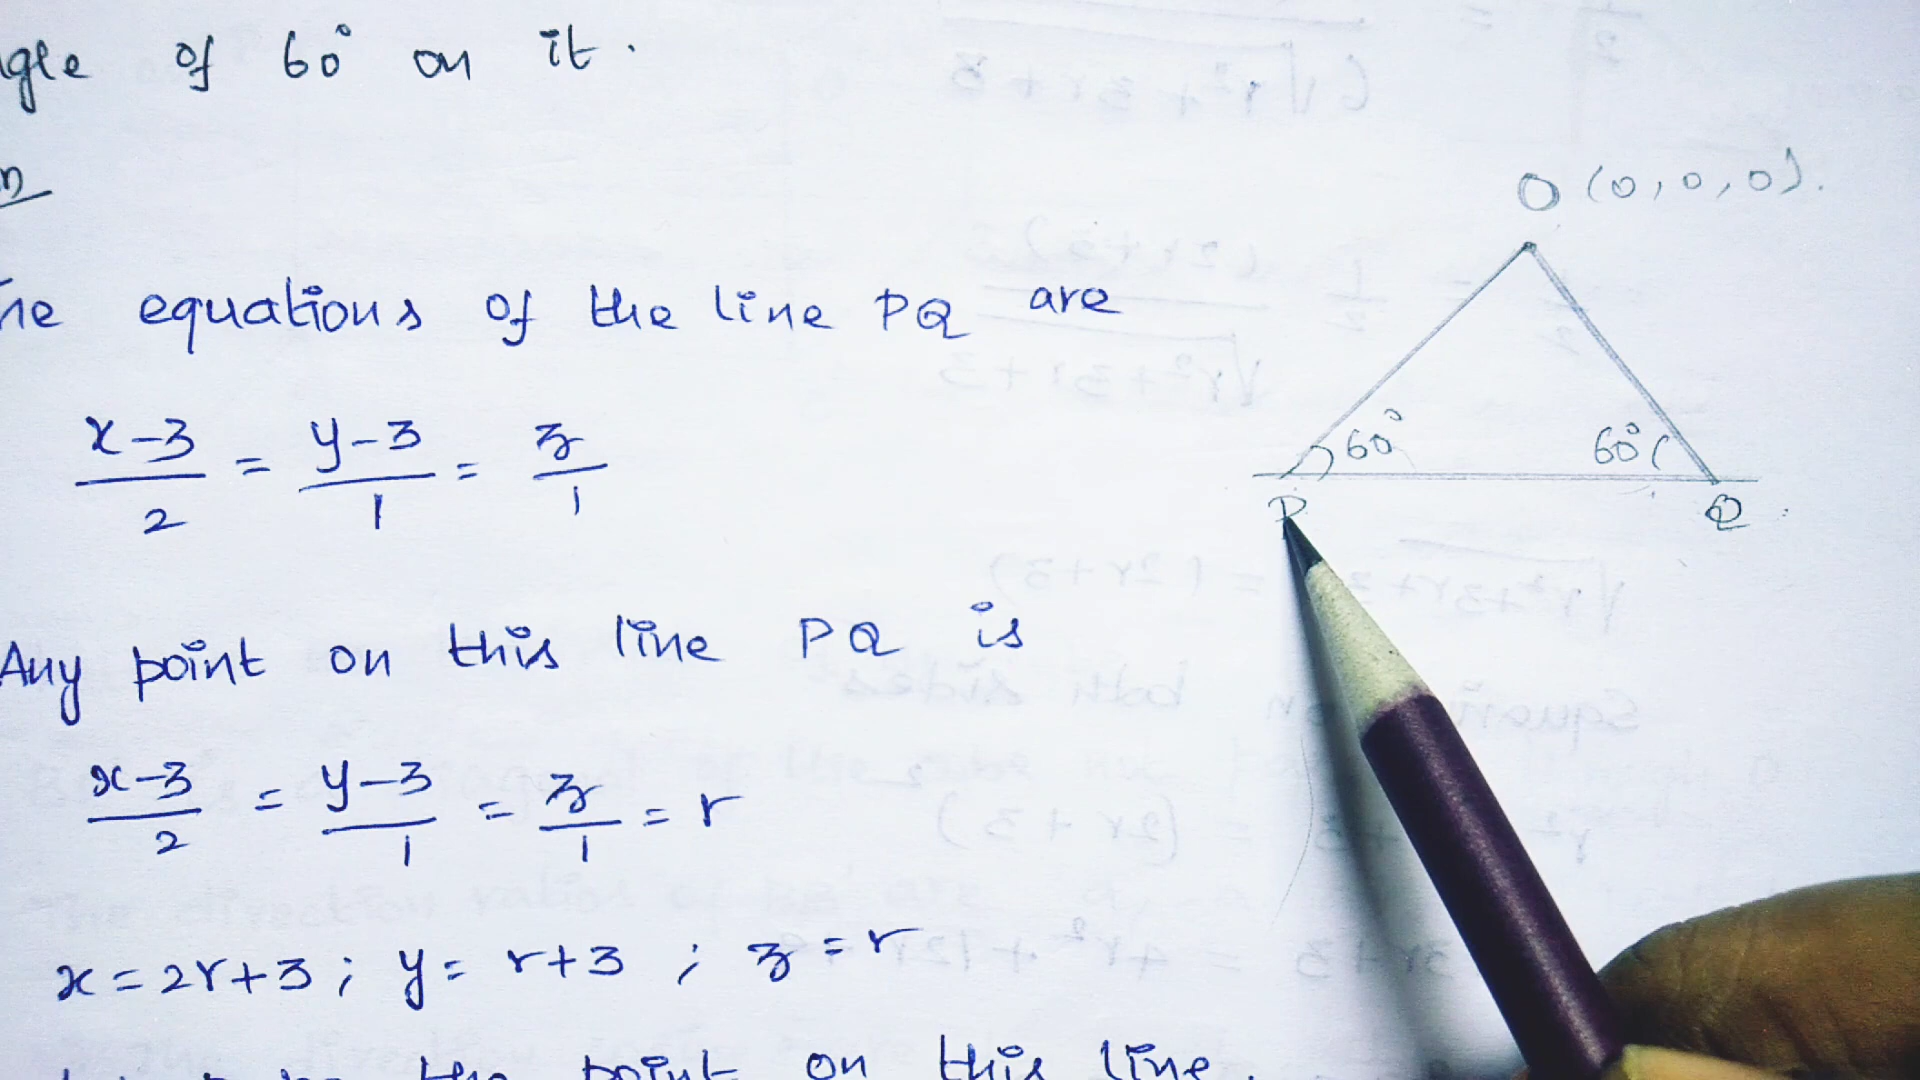 gle of 60° on it.
O (0, 0, 0).
The equations of the line PQ are
x-3/2 = y-3/1 = z/1
60° 60°
P Q
Any point on this line PQ is
x-3/2 = y-3/1 = z/1 = r
x = 2r+3 ; y = r+3 ; z = r
the point on this line.